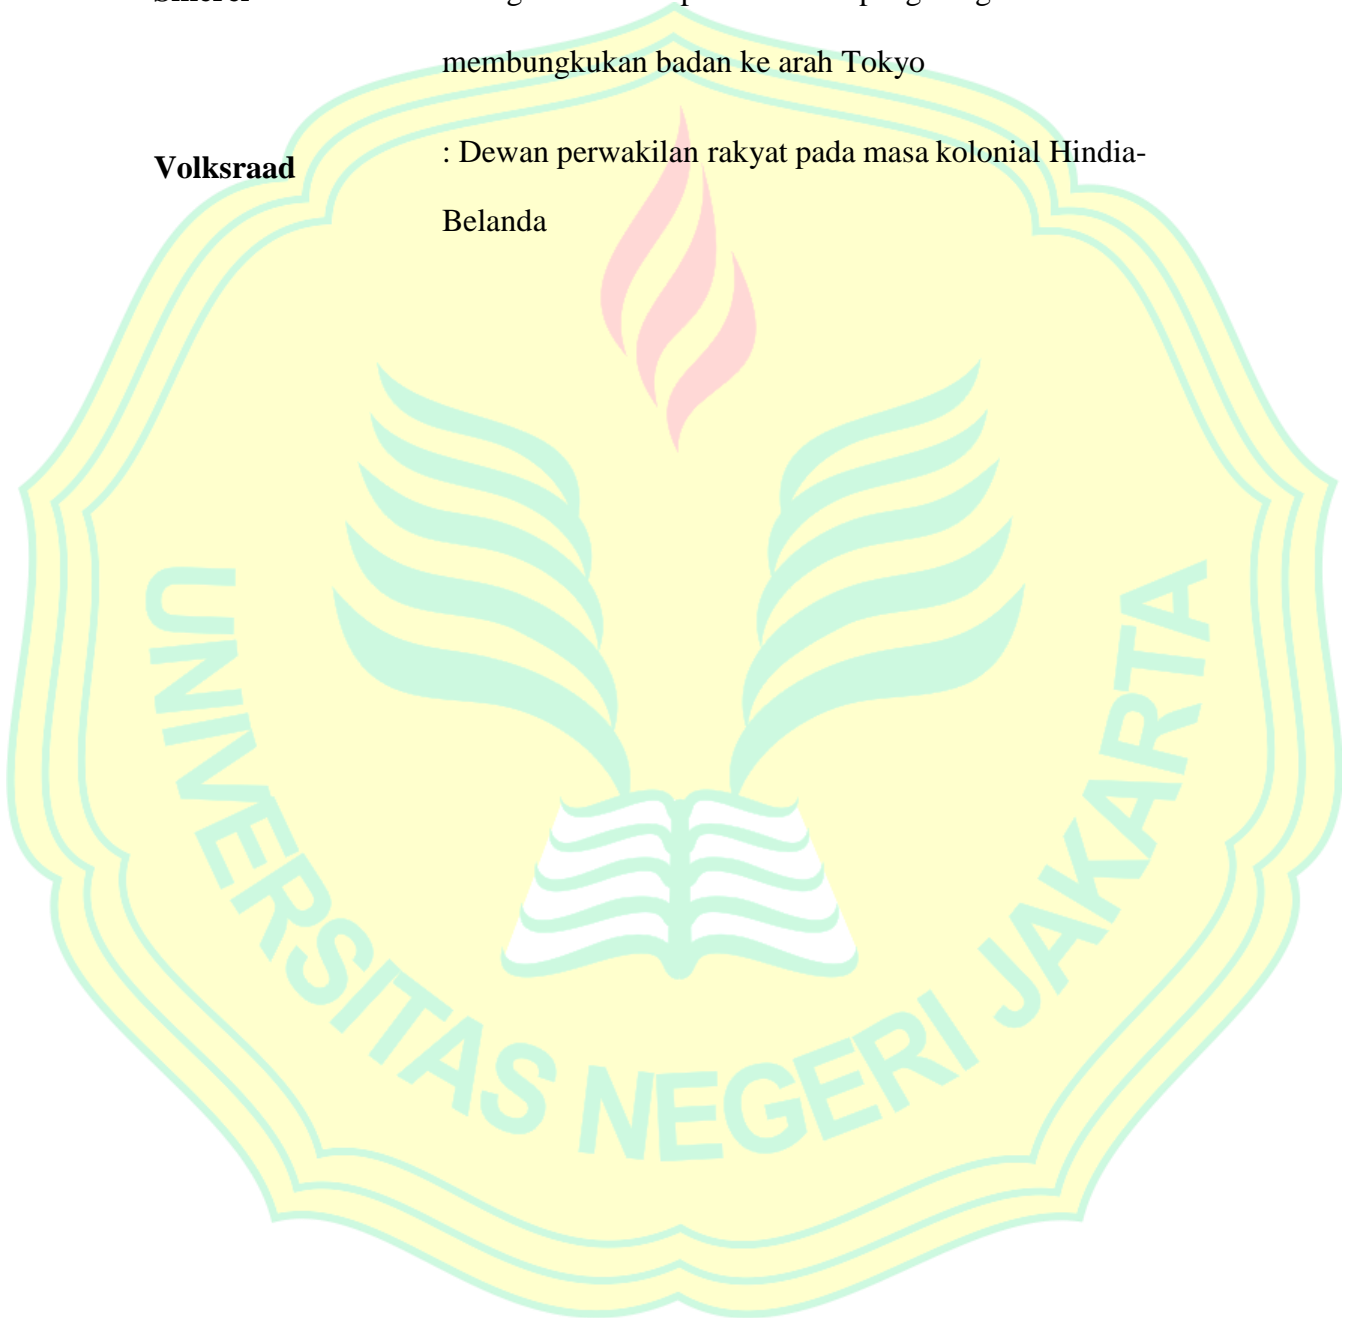 membungkukan badan ke arah Tokyo
Volksraad : Dewan perwakilan rakyat pada masa kolonial Hindia-
Belanda
UNIVERSITAS NEGERI JAKARTA